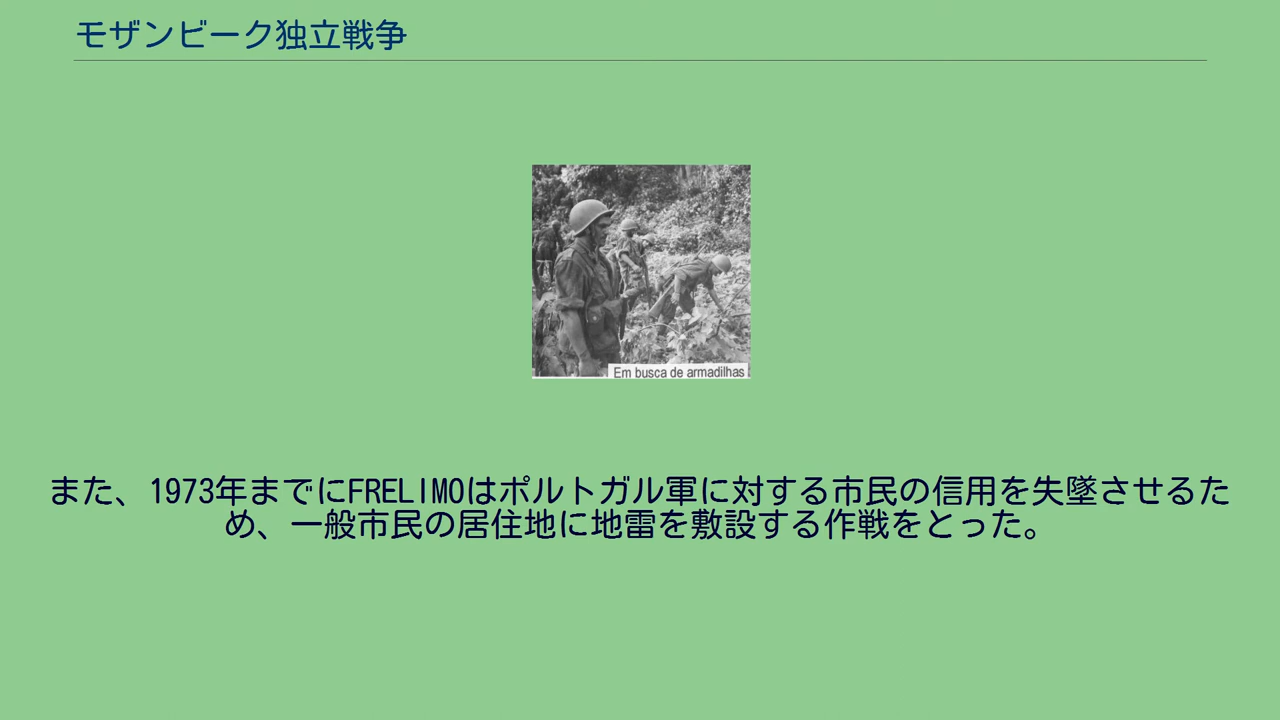 モザンビーク独立戦争
Em busca de armadilhas
また、1973年までにFRELIMOはポルトガル軍に対する市民の信用を失墜させるた
め、一般市民の居住地に地雷を敷設する作戦をとった。